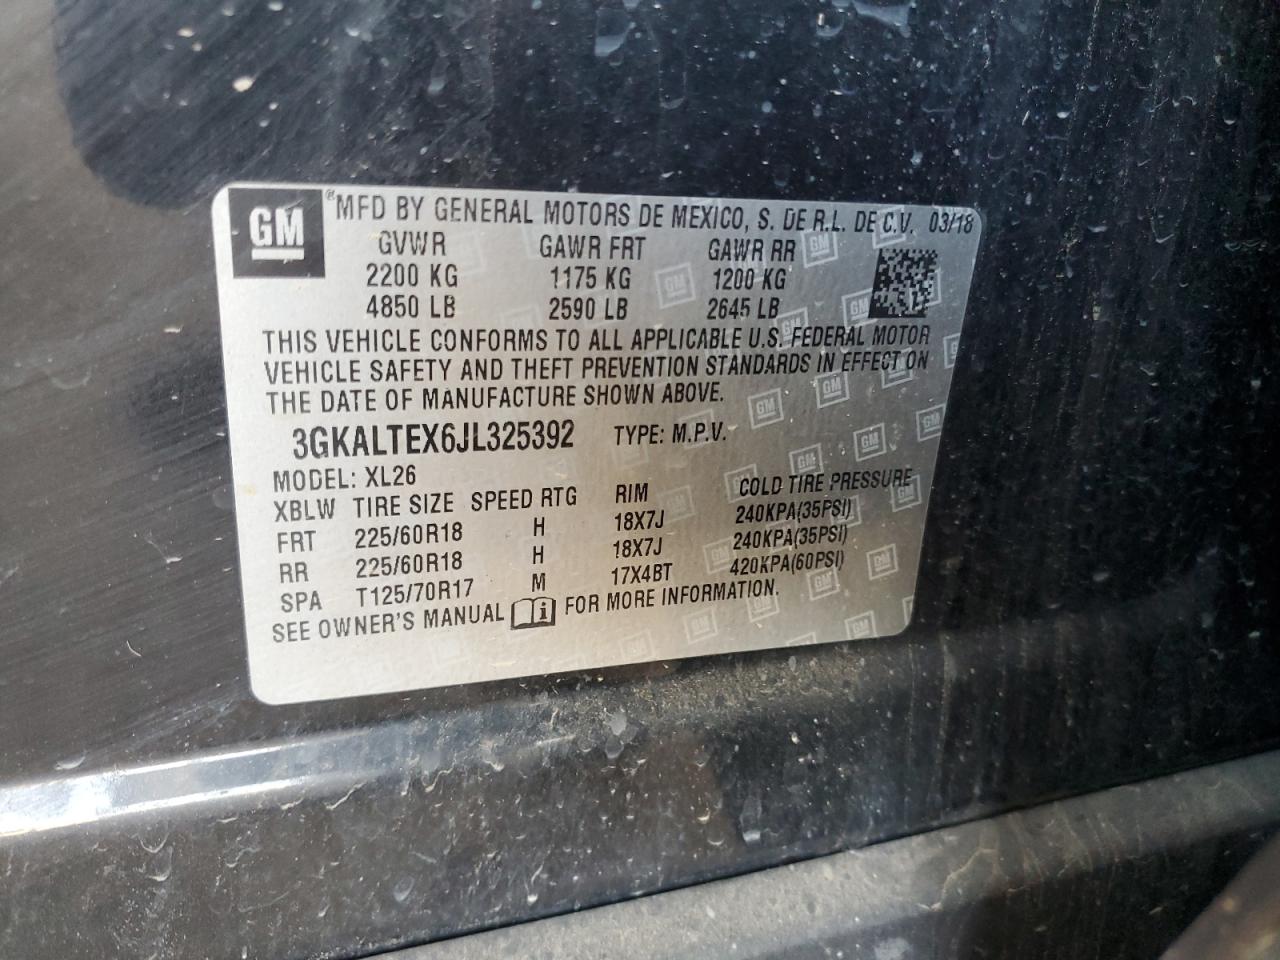 GM ®MFD BY GENERAL MOTORS DE MEXICO, S. DE R.L. DE C.V. 03/18
GVWR GAWR FRT GAWR RR
2200 KG 1175 KG 1200 KG
4850 LB 2590 LB 2645 LB
THIS VEHICLE CONFORMS TO ALL APPLICABLE U.S. FEDERAL MOTOR
VEHICLE SAFETY AND THEFT PREVENTION STANDARDS IN EFFECT ON
THE DATE OF MANUFACTURE SHOWN ABOVE.
3GKALTEX6JL325392 TYPE: M.P.V.
MODEL: XL26
XBLW TIRE SIZE SPEED RTG RIM COLD TIRE PRESSURE
FRT 225/60R18 H 18X7J 240KPA(35PSI)
RR 225/60R18 H 18X7J 240KPA(35PSI)
SPA T125/70R17 M 17X4BT 420KPA(60PSI)
SEE OWNER'S MANUAL i FOR MORE INFORMATION.